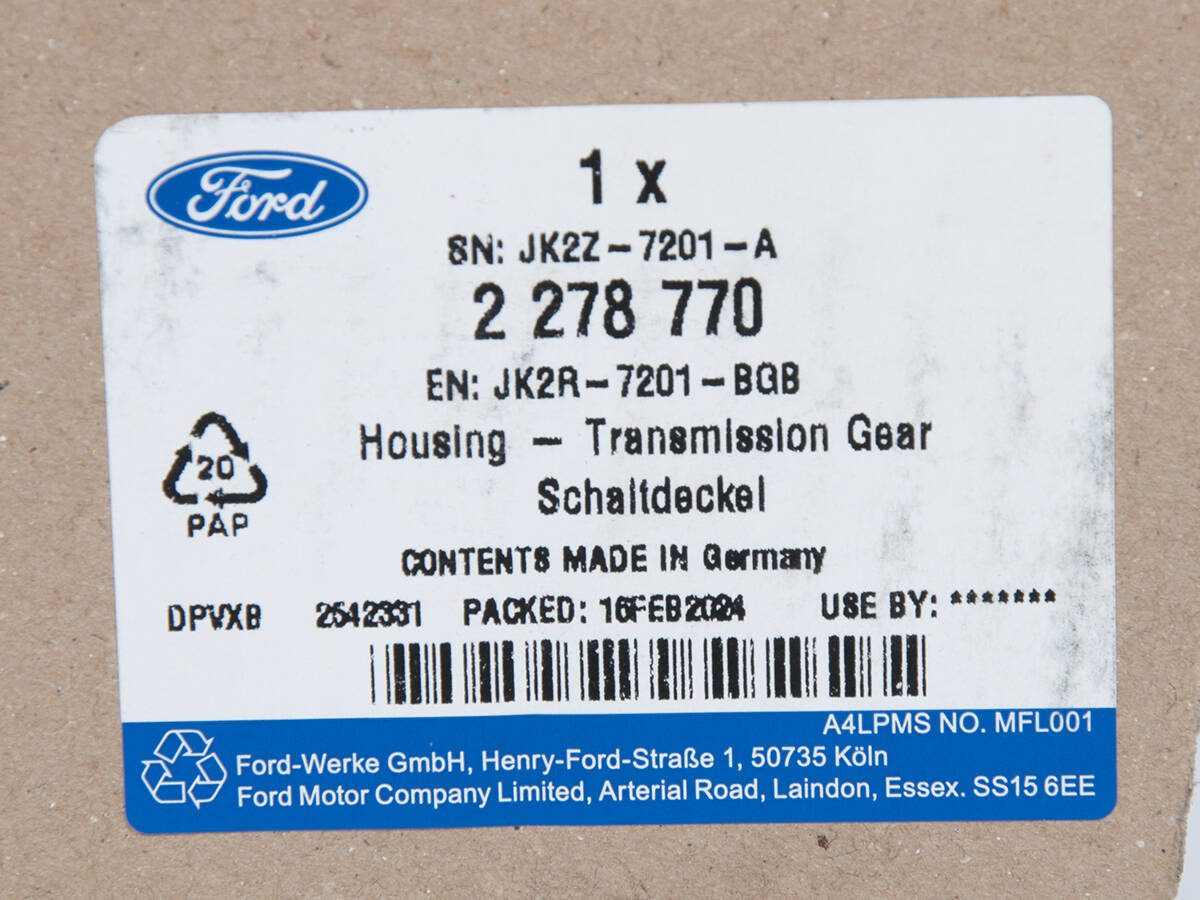 Ford
1 x
SN: JK2Z-7201-A
2 278 770
EN: JK2R-7201-BGB
Housing - Transmission Gear
Schaltdeckel
20
PAP
CONTENTS MADE IN Germany
DPVXB 2542331 PACKED: 16FEB2024 USE BY: *******
A4LPMS NO. MFL001
Ford-Werke GmbH, Henry-Ford-Straße 1, 50735 Köln
Ford Motor Company Limited, Arterial Road, Laindon, Essex. SS15 6EE